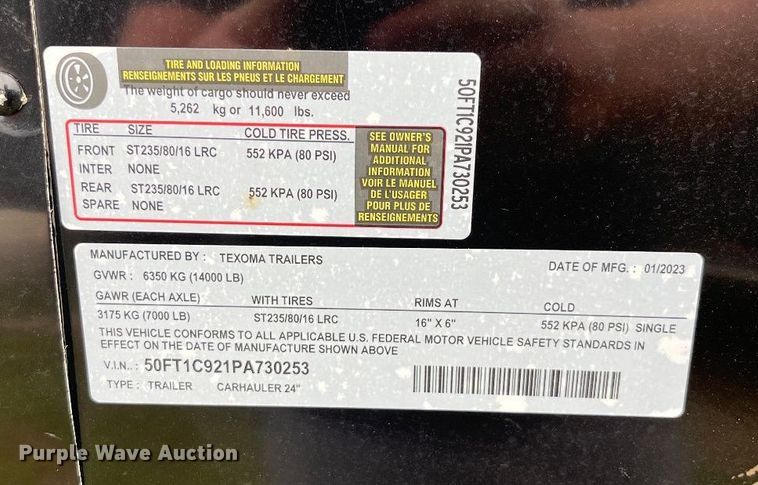 TIRE AND LOADING INFORMATION
RENSEIGNEMENTS SUR LES PNEUS ET LE CHARGEMENT
The weight of cargo should never exceed
5,262 kg or 11,600 lbs.
TIRE SIZE COLD TIRE PRESS.
FRONT ST235/80/16 LRC 552 KPA (80 PSI)
INTER NONE
REAR ST235/80/16 LRC 552 KPA (80 PSI)
SPARE NONE
SEE OWNER'S
MANUAL FOR
ADDITIONAL
INFORMATION
VOIR LE MANUEL
DE L'USAGER
POUR PLUS DE
RENSEIGNEMENTS
50FT1C921PA730253
MANUFACTURED BY : TEXOMA TRAILERS DATE OF MFG. : 01/2023
GVWR : 6350 KG (14000 LB)
GAWR (EACH AXLE) WITH TIRES RIMS AT COLD
3175 KG (7000 LB) ST235/80/16 LRC 16" X 6" 552 KPA (80 PSI) SINGLE
THIS VEHICLE CONFORMS TO ALL APPLICABLE U.S. FEDERAL MOTOR VEHICLE SAFETY STANDARDS IN
EFFECT ON THE DATE OF MANUFACTURE SHOWN ABOVE
V.I.N.: 50FT1C921PA730253
TYPE : TRAILER CARHAULER 24"
Purple Wave Auction